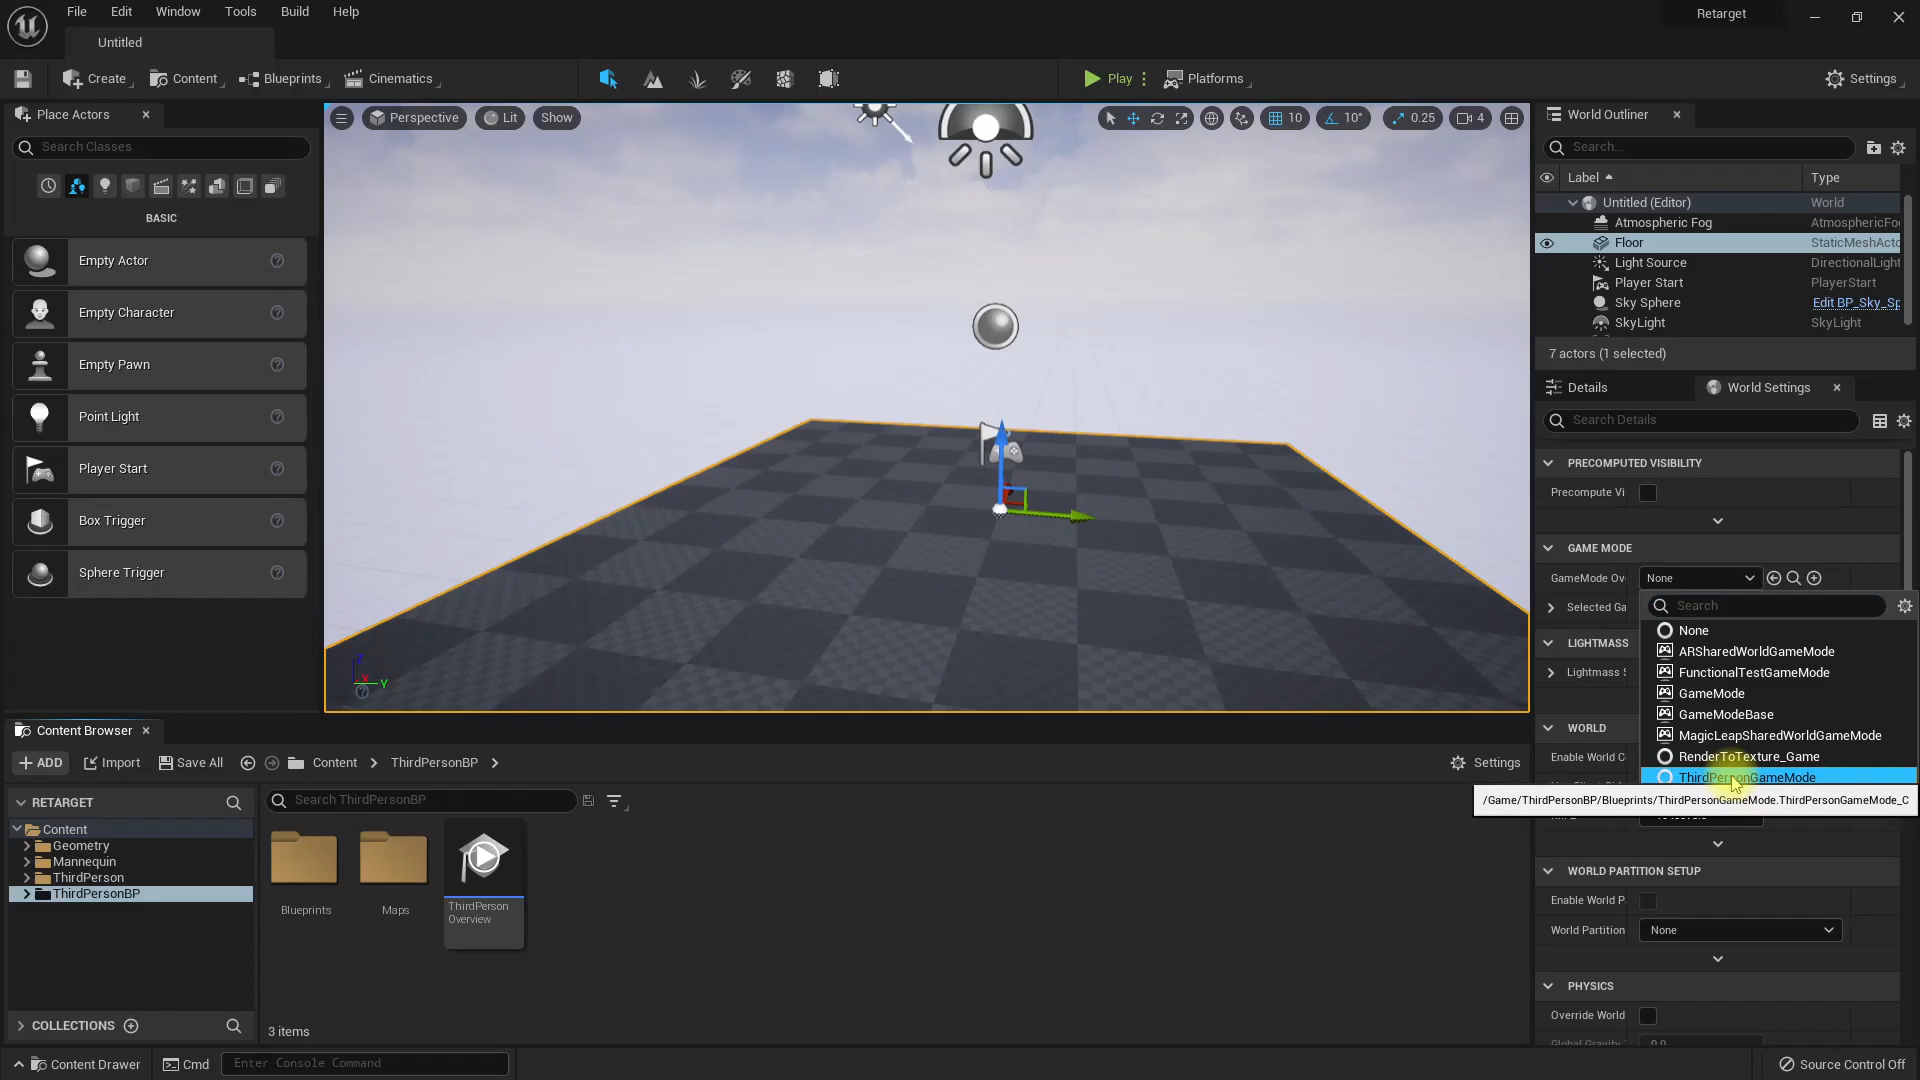 File Edit Window Tools Build Help
Retarget
Untitled
Create Content Blueprints Cinematics
Play Platforms
Settings
Place Actors
Search Classes
BASIC
Empty Actor
Empty Character
Empty Pawn
Point Light
Player Start
Box Trigger
Sphere Trigger
Perspective Lit Show
10 10° 0.25 4
X Y
World Outliner
Search...
Label Type
Untitled (Editor) World
Atmospheric Fog AtmosphericFo
Floor StaticMeshActo
Light Source DirectionalLight
Player Start PlayerStart
Sky Sphere Edit BP_Sky_Sp
SkyLight SkyLight
7 actors (1 selected)
Details World Settings
Search Details
PRECOMPUTED VISIBILITY
Precompute Vi
GAME MODE
GameMode Ov None
Selected Ga
Search
None
ARSharedWorldGameMode
FunctionalTestGameMode
GameMode
GameModeBase
MagicLeapSharedWorldGameMode
RenderToTexture_Game
ThirdPersonGameMode
/Game/ThirdPersonBP/Blueprints/ThirdPersonGameMode.ThirdPersonGameMode_C
LIGHTMASS
Lightmass S
WORLD
Enable World C
WORLD PARTITION SETUP
Enable World P
World Partition None
PHYSICS
Override World
Content Browser
ADD Import Save All Content ThirdPersonBP
Settings
RETARGET
Search ThirdPersonBP
Content
Geometry
Mannequin
ThirdPerson
ThirdPersonBP
Blueprints
Maps
ThirdPerson
Overview
COLLECTIONS
3 items
Content Drawer Cmd Enter Console Command
Source Control Off